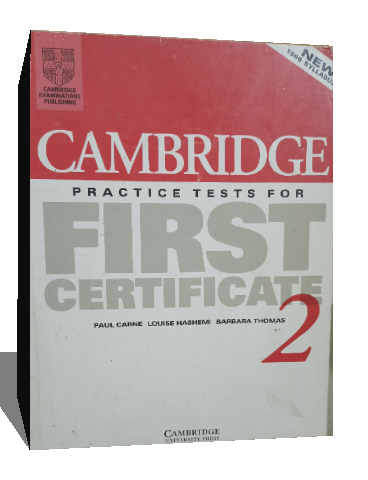 NEW
1996 SYLLABUS
CAMBRIDGE
EXAMINATIONS
PUBLISHING
CAMBRIDGE
PRACTICE TESTS FOR
FIRST
CERTIFICATE
2
PAUL CARNE LOUISE HASHEMI BARBARA THOMAS
CAMBRIDGE
UNIVERSITY PRESS